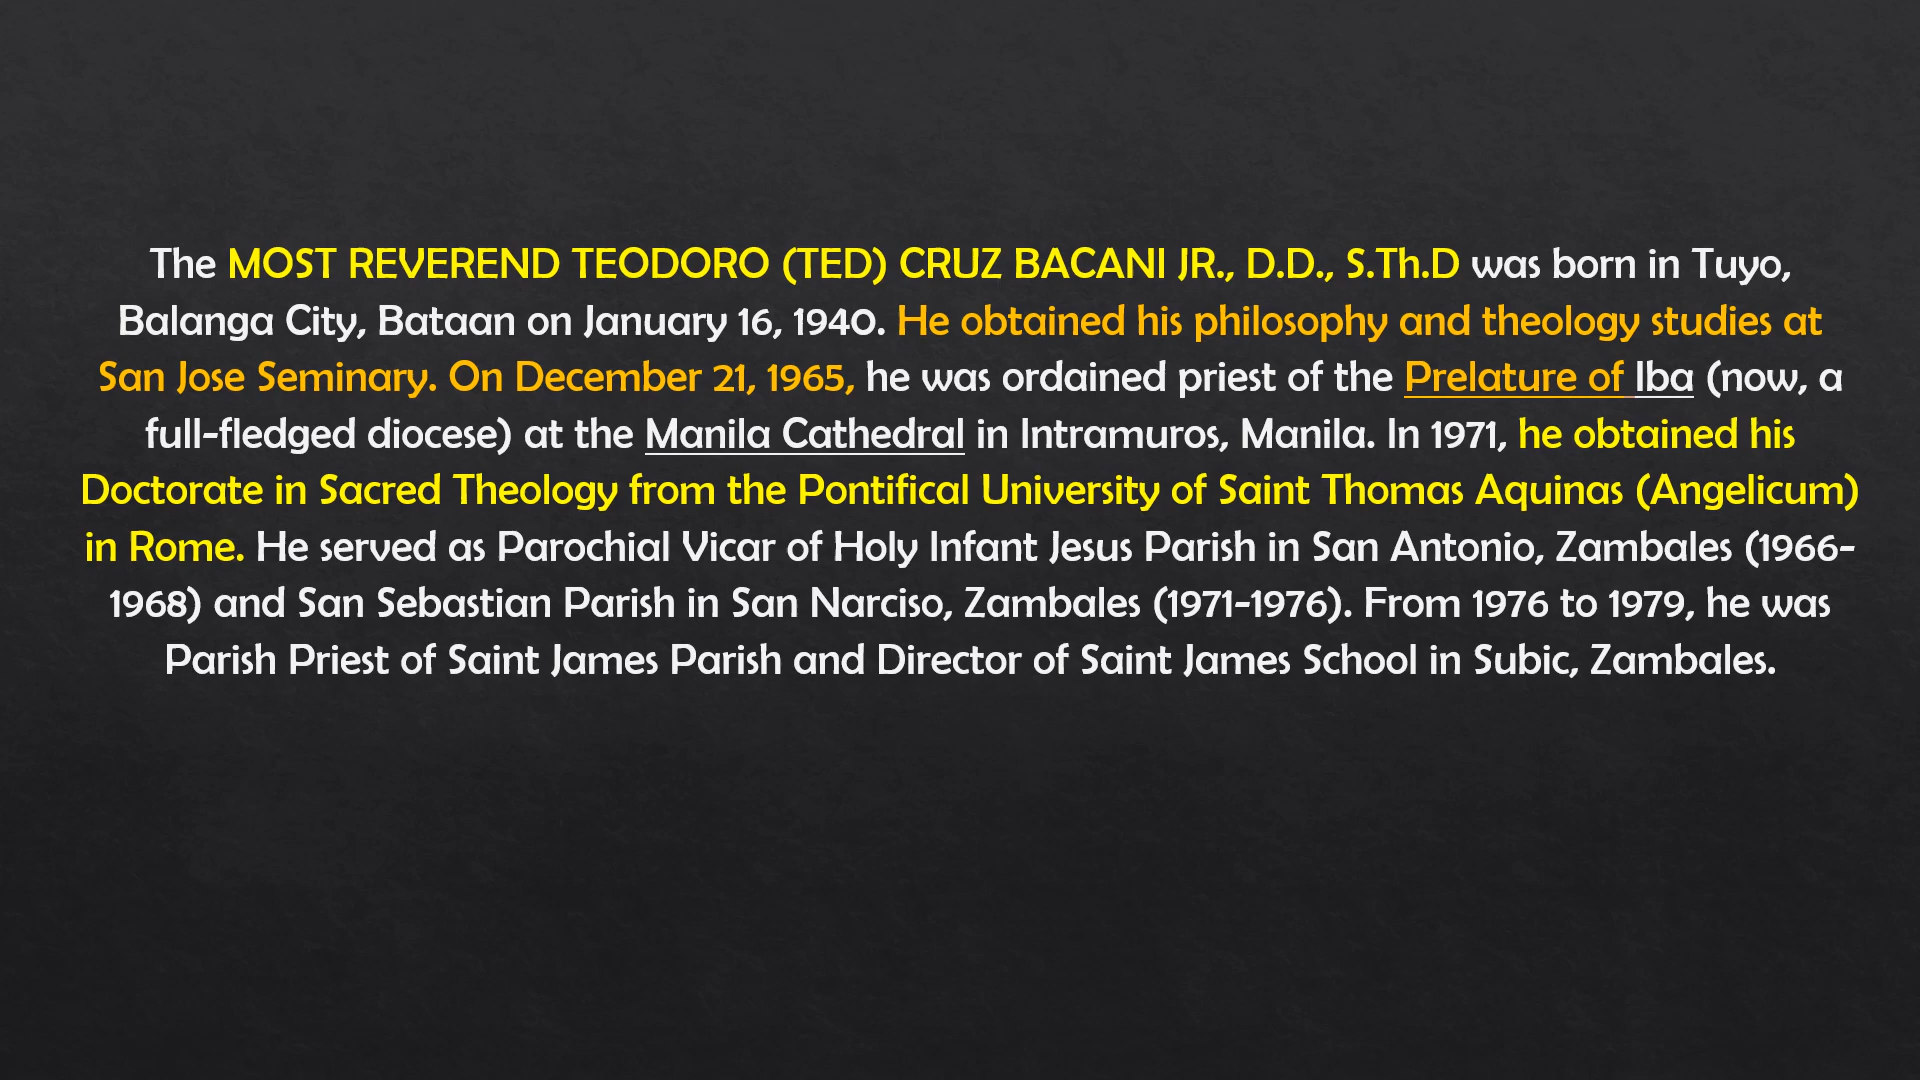 The MOST REVEREND TEODORO (TED) CRUZ BACANI JR., D.D., S.Th.D was born in Tuyo,
Balanga City, Bataan on January 16, 1940. He obtained his philosophy and theology studies at
San Jose Seminary. On December 21, 1965, he was ordained priest of the Prelature of Iba (now, a
full-fledged diocese) at the Manila Cathedral in Intramuros, Manila. In 1971, he obtained his
Doctorate in Sacred Theology from the Pontifical University of Saint Thomas Aquinas (Angelicum)
in Rome. He served as Parochial Vicar of Holy Infant Jesus Parish in San Antonio, Zambales (1966-
1968) and San Sebastian Parish in San Narciso, Zambales (1971-1976). From 1976 to 1979, he was
Parish Priest of Saint James Parish and Director of Saint James School in Subic, Zambales.